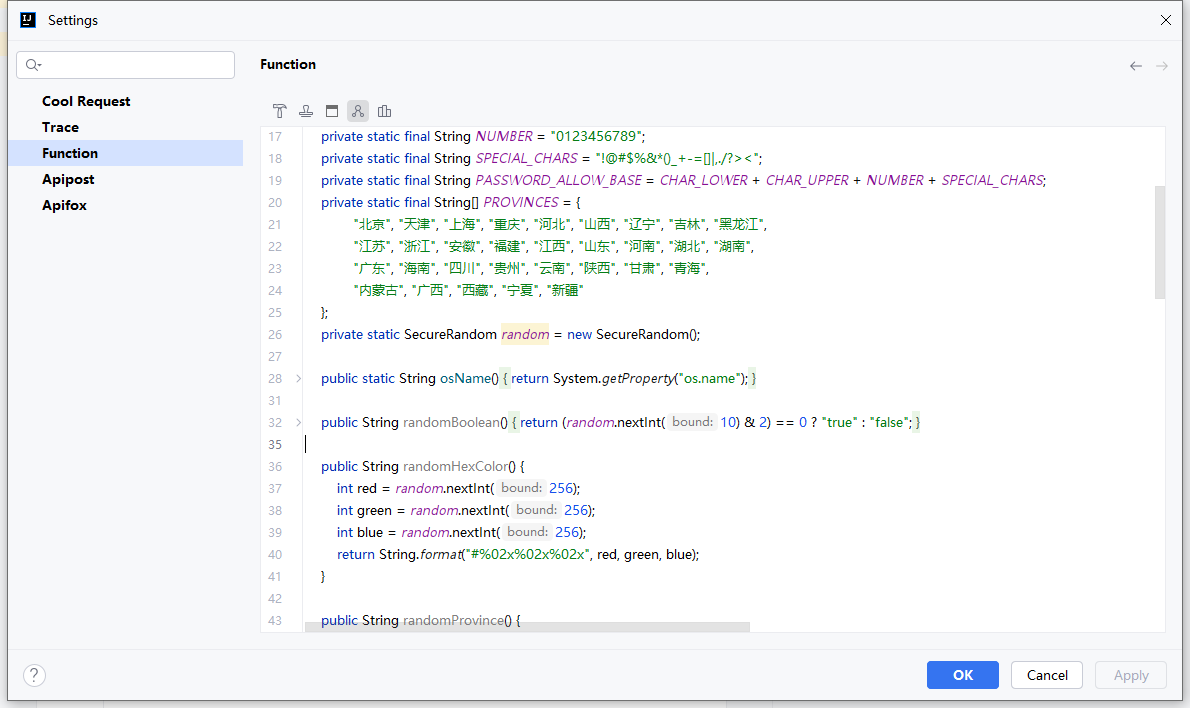 Settings
Function
Cool Request
Trace
Function
Apipost
Apifox
17 private static final String NUMBER = "0123456789";
18 private static final String SPECIAL_CHARS = "!@#$%&*()_+-=[]|,./?><";
19 private static final String PASSWORD_ALLOW_BASE = CHAR_LOWER + CHAR_UPPER + NUMBER + SPECIAL_CHARS;
20 private static final String[] PROVINCES = {
21 "北京", "天津", "上海", "重庆", "河北", "山西", "辽宁", "吉林", "黑龙江",
22 "江苏", "浙江", "安徽", "福建", "江西", "山东", "河南", "湖北", "湖南",
23 "广东", "海南", "四川", "贵州", "云南", "陕西", "甘肃", "青海",
24 "内蒙古", "广西", "西藏", "宁夏", "新疆"
25 };
26 private static SecureRandom random = new SecureRandom();
27
28 public static String osName() { return System.getProperty("os.name"); }
31
32 public String randomBoolean() { return (random.nextInt( bound: 10) & 2) == 0 ? "true" : "false"; }
35
36 public String randomHexColor() {
37 int red = random.nextInt( bound: 256);
38 int green = random.nextInt( bound: 256);
39 int blue = random.nextInt( bound: 256);
40 return String.format("#%02x%02x%02x", red, green, blue);
41 }
42
43 public String randomProvince() {
?
OK
Cancel
Apply